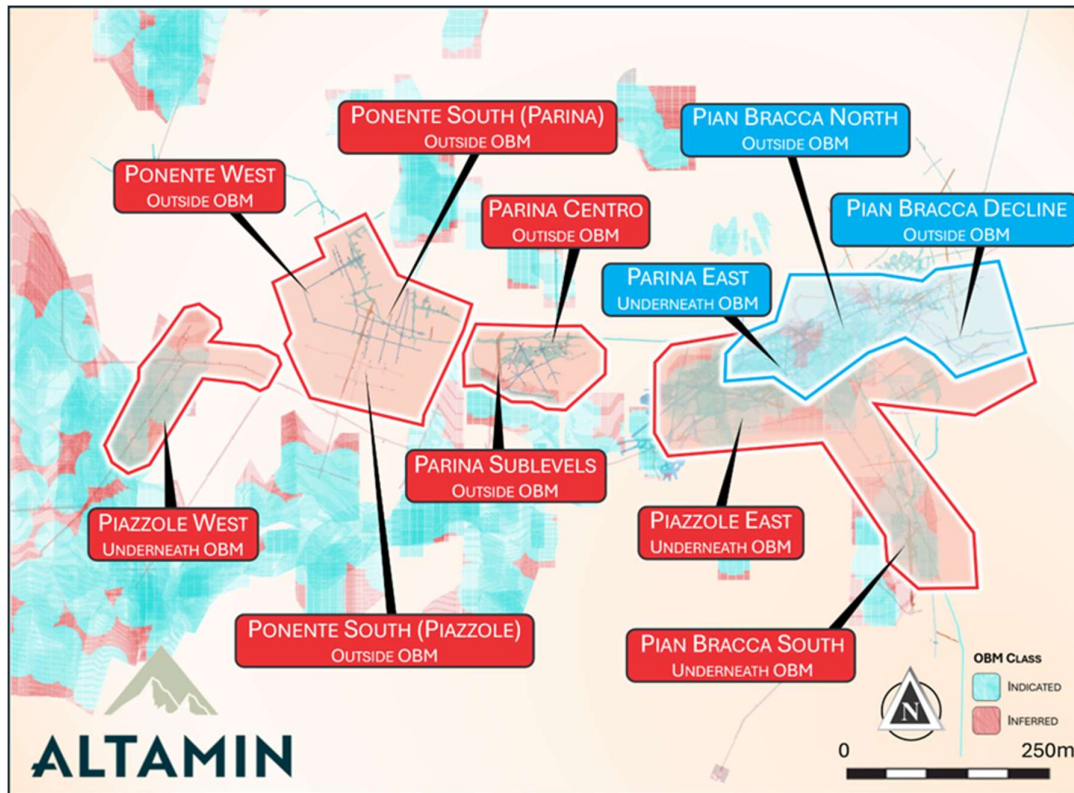 PONENTE SOUTH (PARINA)
OUTSIDE OBM
PIAN BRACCA NORTH
OUTSIDE OBM
PONENTE WEST
OUTSIDE OBM
PARINA CENTRO
OUTISDE OBM
PIAN BRACCA DECLINE
OUTSIDE OBM
PARINA EAST
UNDERNEATH OBM
PARINA SUBLEVELS
OUTSIDE OBM
PIAZZOLE WEST
UNDERNEATH OBM
PIAZZOLE EAST
UNDERNEATH OBM
PONENTE SOUTH (PIAZZOLE)
OUTSIDE OBM
PIAN BRACCA SOUTH
UNDERNEATH OBM
OBM CLASS
INDICATED
INFERRED
N
0 250m
ALTAMIN